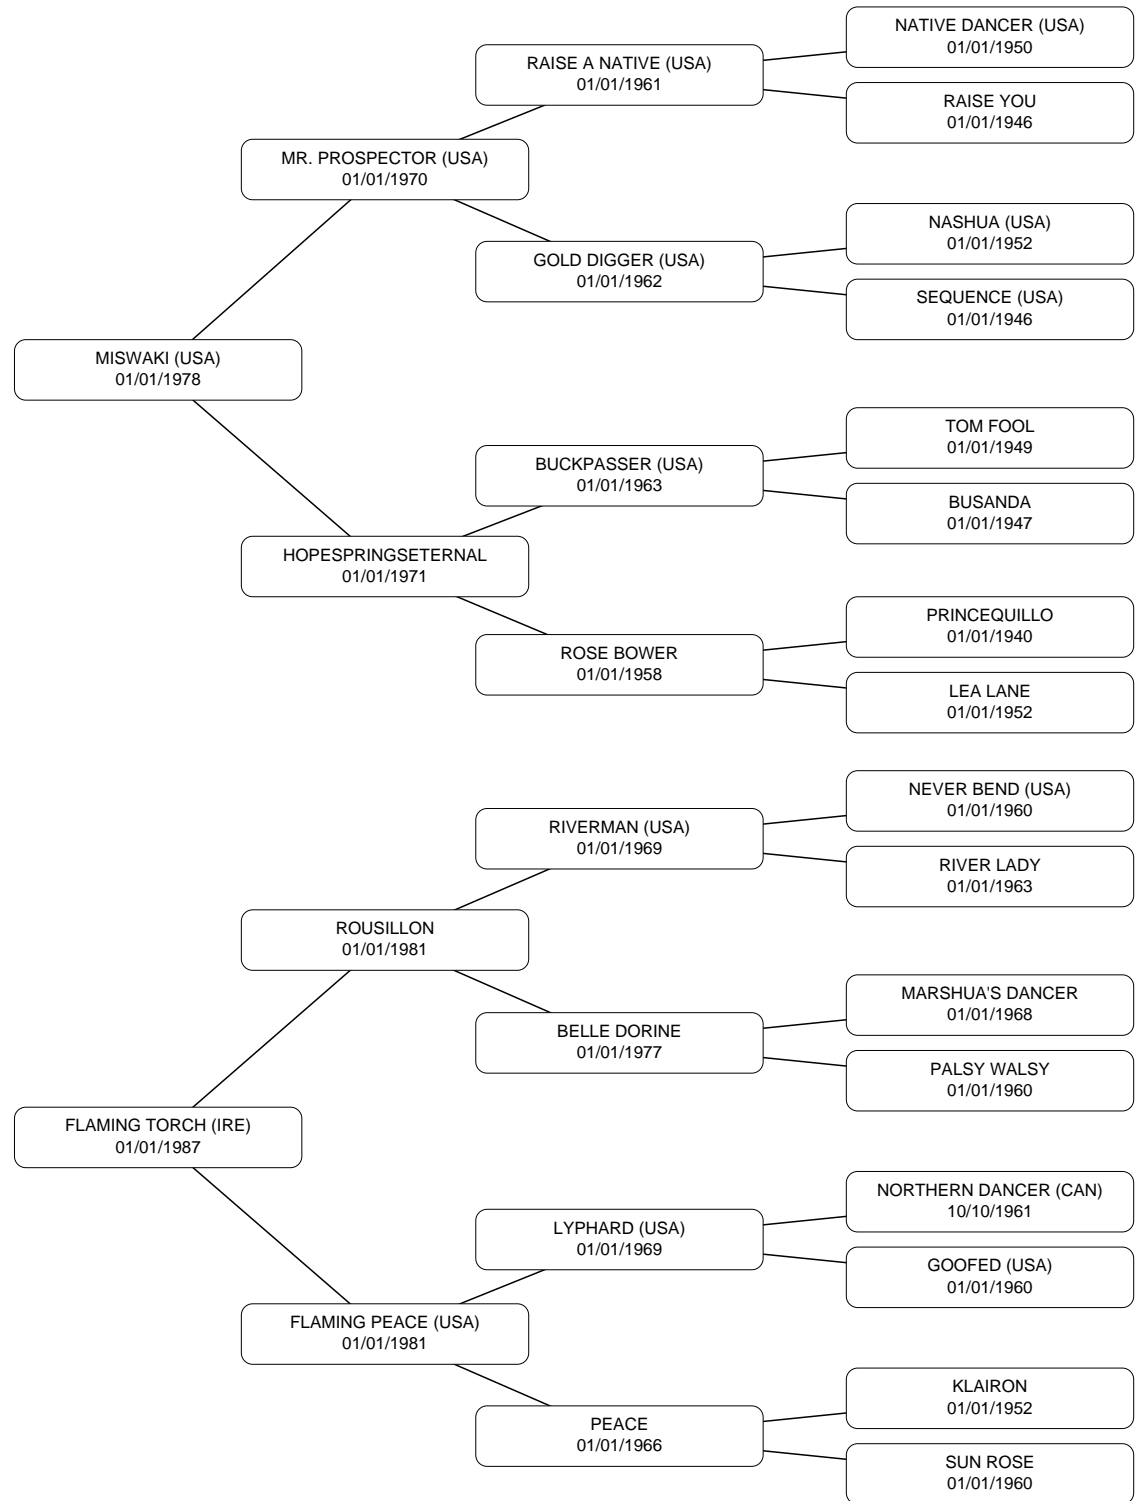 NATIVE DANCER (USA)
01/01/1950
RAISE A NATIVE (USA)
01/01/1961
RAISE YOU
01/01/1946
MR. PROSPECTOR (USA)
01/01/1970
NASHUA (USA)
01/01/1952
GOLD DIGGER (USA)
01/01/1962
SEQUENCE (USA)
01/01/1946
MISWAKI (USA)
01/01/1978
TOM FOOL
01/01/1949
BUCKPASSER (USA)
01/01/1963
BUSANDA
01/01/1947
HOPESPRINGSETERNAL
01/01/1971
PRINCEQUILLO
01/01/1940
ROSE BOWER
01/01/1958
LEA LANE
01/01/1952
NEVER BEND (USA)
01/01/1960
RIVERMAN (USA)
01/01/1969
RIVER LADY
01/01/1963
ROUSILLON
01/01/1981
MARSHUA'S DANCER
01/01/1968
BELLE DORINE
01/01/1977
PALSY WALSY
01/01/1960
FLAMING TORCH (IRE)
01/01/1987
NORTHERN DANCER (CAN)
10/10/1961
LYPHARD (USA)
01/01/1969
GOOFED (USA)
01/01/1960
FLAMING PEACE (USA)
01/01/1981
KLAIRON
01/01/1952
PEACE
01/01/1966
SUN ROSE
01/01/1960